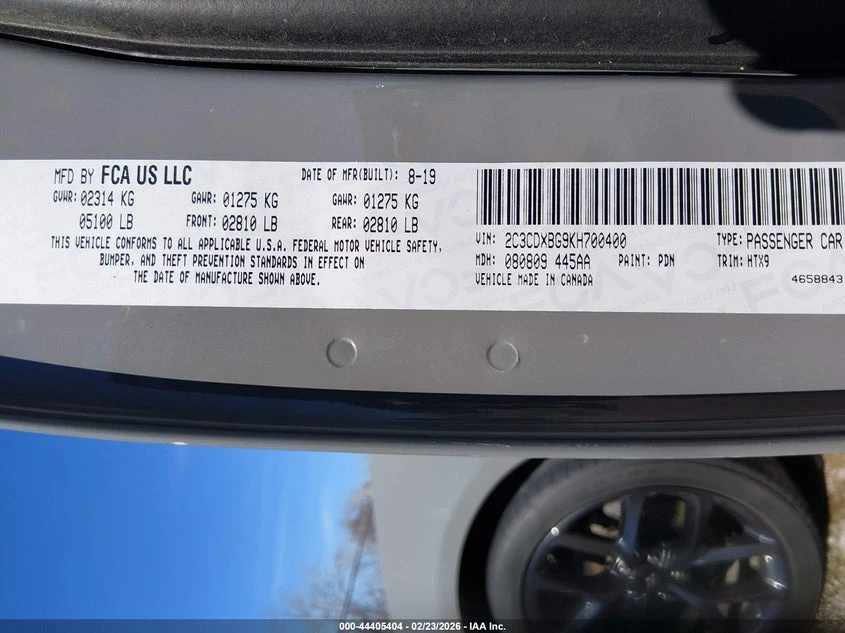 MFD BY FCA US LLC DATE OF MFR(BUILT): 8-19
GVWR: 02314 KG GAWR: 01275 KG GAWR: 01275 KG
05100 LB FRONT: 02810 LB REAR: 02810 LB
THIS VEHICLE CONFORMS TO ALL APPLICABLE U.S.A. FEDERAL MOTOR VEHICLE SAFETY,
BUMPER, AND THEFT PREVENTION STANDARDS IN EFFECT ON
THE DATE OF MANUFACTURE SHOWN ABOVE.
VIN: 2C3CDXBG9KH700400 TYPE: PASSENGER CAR
MDH: 080809 445AA PAINT: PDN TRIM: HTX9
VEHICLE MADE IN CANADA 4658843
000-44405404 - 02/23/2026 - IAA Inc.